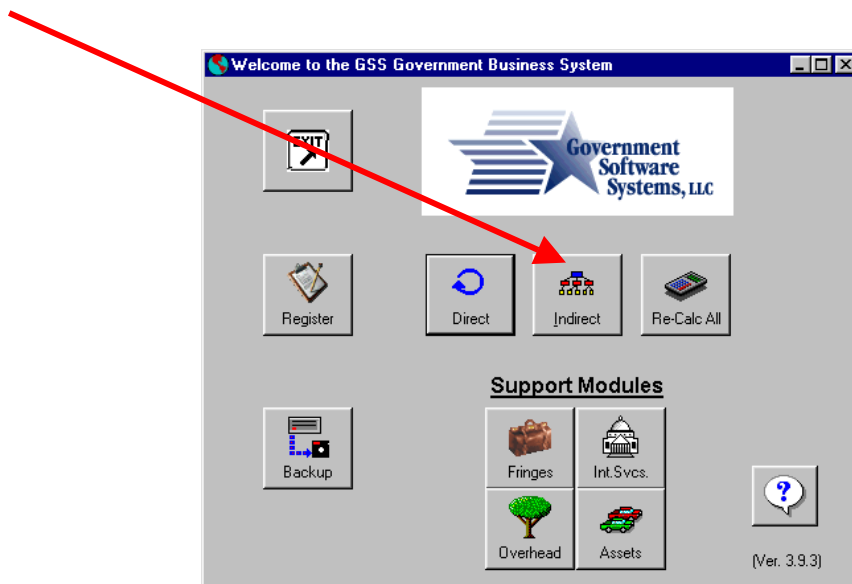 Welcome to the GSS Government Business System
EXIT
Government
Software
Systems, LLC
Register
Direct
Indirect
Re-Calc All
Support Modules
Backup
Fringes
Int.Svcs.
?
Overhead
Assets
(Ver. 3.9.3)